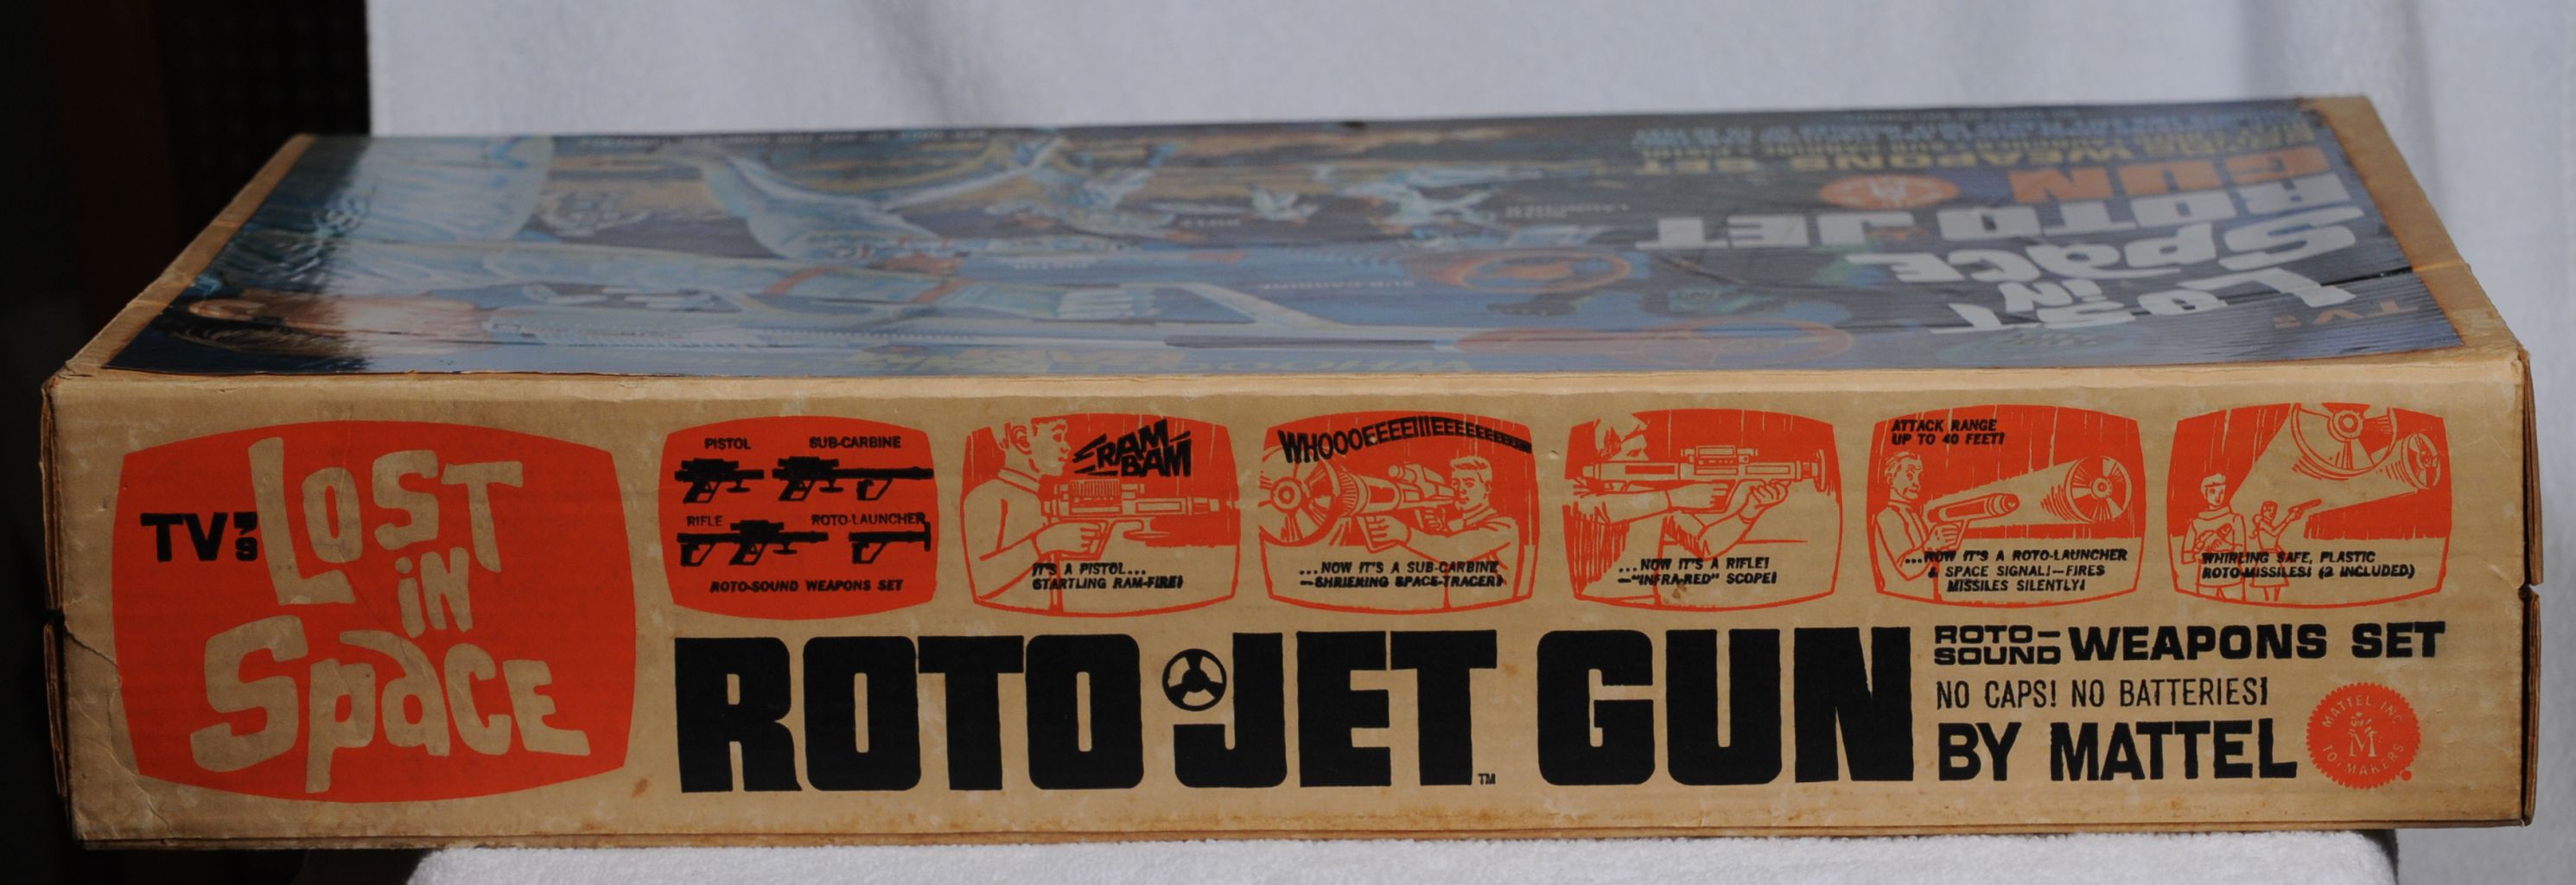 TV's
LOST
iN
Space
ROTO JET
GUN
WEAPONS SET
PISTOL
SUB-CARBINE
TV's
LOST
iN
SpaCE
PISTOL SUB-CARBINE
RIFLE ROTO-LAUNCHER
ROTO-SOUND WEAPONS SET
RAM
BAM
IT'S A PISTOL...
STARTLING RAM-FIRE!
WHOOOEEEEIIIEEEEEEEEE
...NOW IT'S A SUB-CARBINE
—SHRIEKING SPACE-TRACER!
...NOW IT'S A RIFLE!
—"INFRA-RED" SCOPE!
ATTACK RANGE
UP TO 40 FEET!
...NOW IT'S A ROTO-LAUNCHER
& SPACE SIGNAL!—FIRES
MISSILES SILENTLY!
WHIRLING SAFE, PLASTIC
ROTO-MISSILES! (2 INCLUDED)
ROTO JET GUN
TM
ROTO-
SOUND WEAPONS SET
NO CAPS! NO BATTERIES!
BY MATTEL
MATTEL INC
TOYMAKERS
M